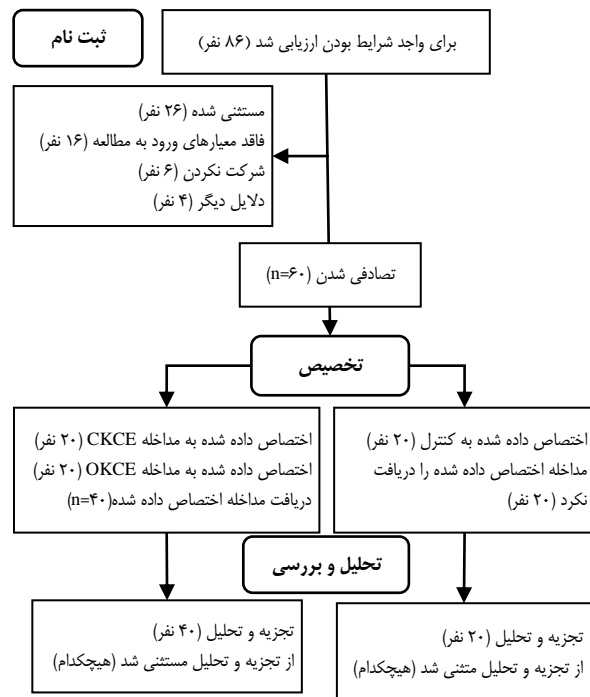 ثبت نام
برای واجد شرایط بودن ارزیابی شد (۸۶ نفر)
مستثنی شده (۲۶ نفر)
فاقد معیارهای ورود به مطالعه (۱۶ نفر)
شرکت نکردن (۶ نفر)
دلایل دیگر (۴ نفر)
تصادفی شدن (n=۶۰)
تخصیص
اختصاص داده شده به کنترل (۲۰ نفر)
مداخله اختصاص داده شده را دریافت
نکرد (۲۰ نفر)
اختصاص داده شده به مداخله CKCE (۲۰ نفر)
اختصاص داده شده به مداخله OKCE (۲۰ نفر)
دریافت مداخله اختصاص داده شده(n=۴۰)
تحلیل و بررسی
تجزیه و تحلیل (۲۰ نفر)
از تجزیه و تحلیل متثنی شد (هیچکدام)
تجزیه و تحلیل (۴۰ نفر)
از تجزیه و تحلیل مستثنی شد (هیچکدام)